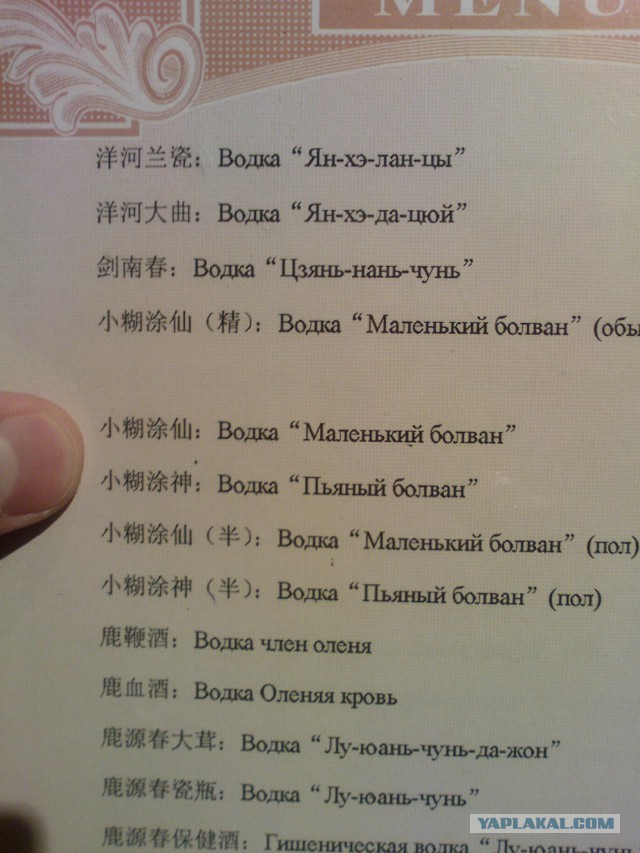 MENU
洋河兰瓷: Водка “Ян-хэ-лан-цы”
洋河大曲: Водка “Ян-хэ-да-цюй”
剑南春: Водка “Цзянь-нань-чунь”
小糊涂仙（精）: Водка “Маленький болван” (обы
小糊涂仙: Водка “Маленький болван”
小糊涂神: Водка “Пьяный болван”
小糊涂仙（半）: Водка “Маленький болван” (пол)
小糊涂神（半）: Водка “Пьяный болван” (пол)
鹿鞭酒: Водка член оленя
鹿血酒: Водка Оленяя кровь
鹿源春大茸: Водка “Лу-юань-чунь-да-жон”
鹿源春瓷瓶: Водка “Лу-юань-чунь”
鹿源春保健酒: Гишеническая водка “Лу-юань-чунь
YAPLAKAL.COM